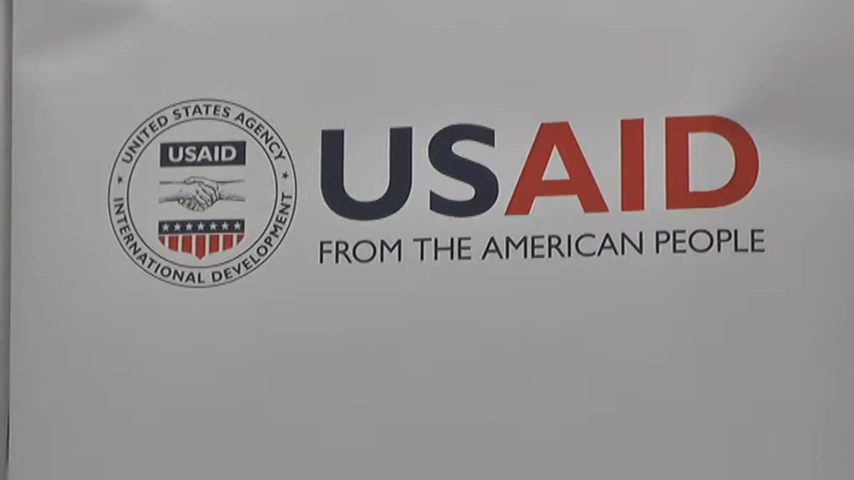 UNITED STATES AGENCY
USAID
INTERNATIONAL DEVELOPMENT
USAID
FROM THE AMERICAN PEOPLE